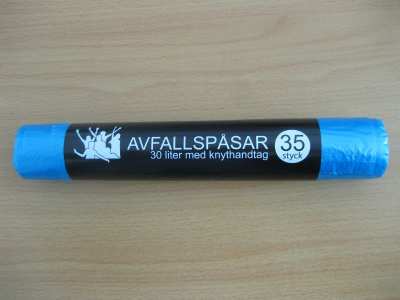 AVFALLSPÅSAR
30 liter med knythandtag
35
styck